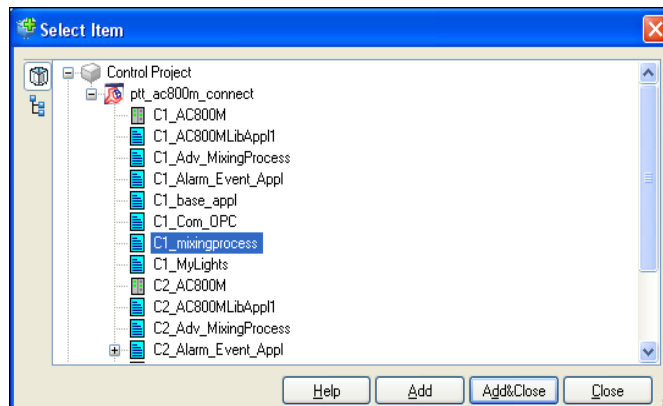 Select Item
Control Project
ptt_ac800m_connect
C1_AC800M
C1_AC800MLibAppl1
C1_Adv_MixingProcess
C1_Alarm_Event_Appl
C1_base_appl
C1_Com_OPC
C1_mixingprocess
C1_MyLights
C2_AC800M
C2_AC800MLibAppl1
C2_Adv_MixingProcess
C2_Alarm_Event_Appl
Help Add Add&Close Close